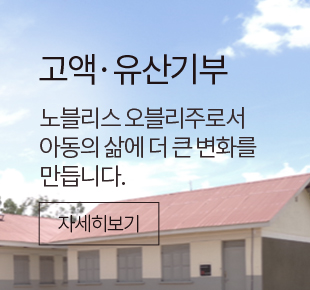 고액·유산기부
노블리스 오블리주로서
아동의 삶에 더 큰 변화를
만듭니다.
자세히보기